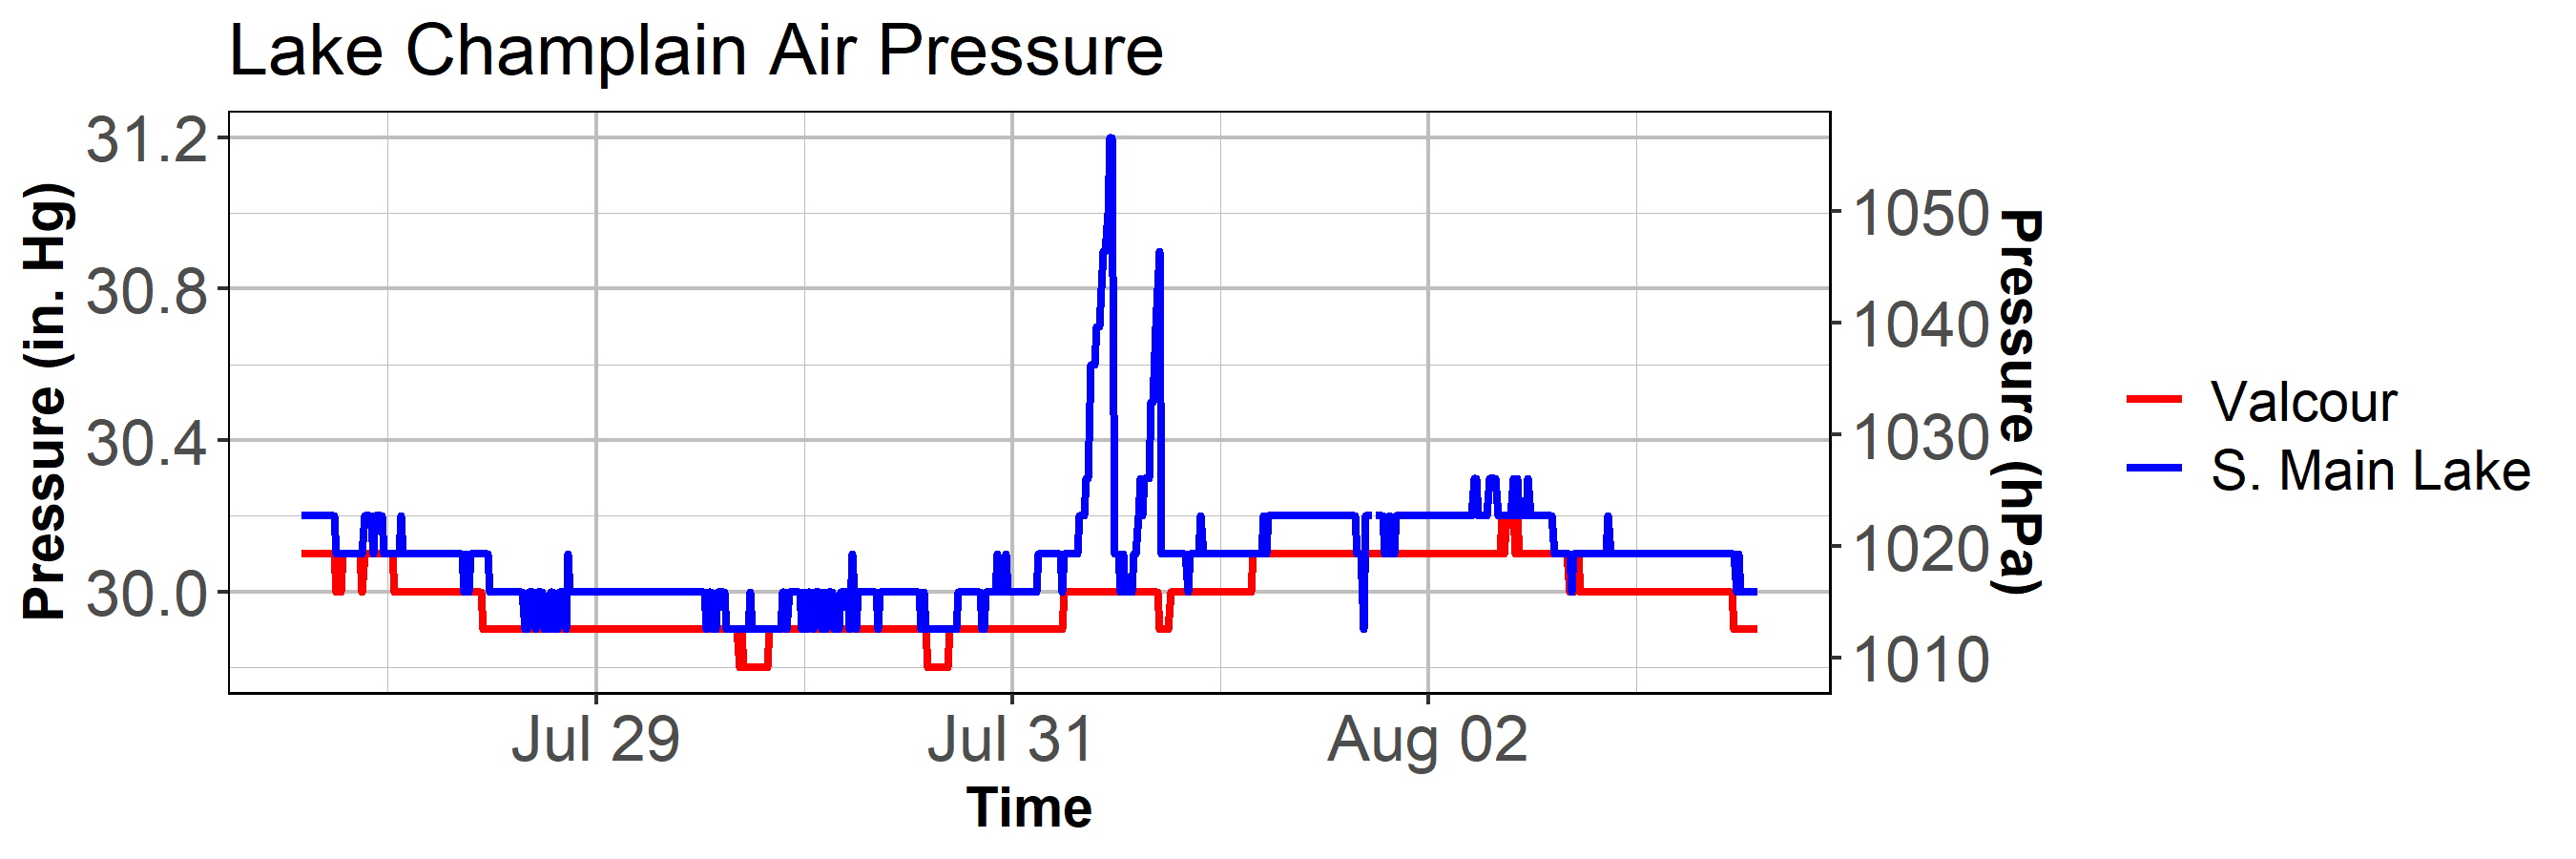 Lake Champlain Air Pressure
31.2
30.8
30.4
30.0
Pressure (in. Hg)
1050
1040
1030
1020
1010
Pressure (hPa)
Valcour
S. Main Lake
Jul 29
Jul 31
Aug 02
Time